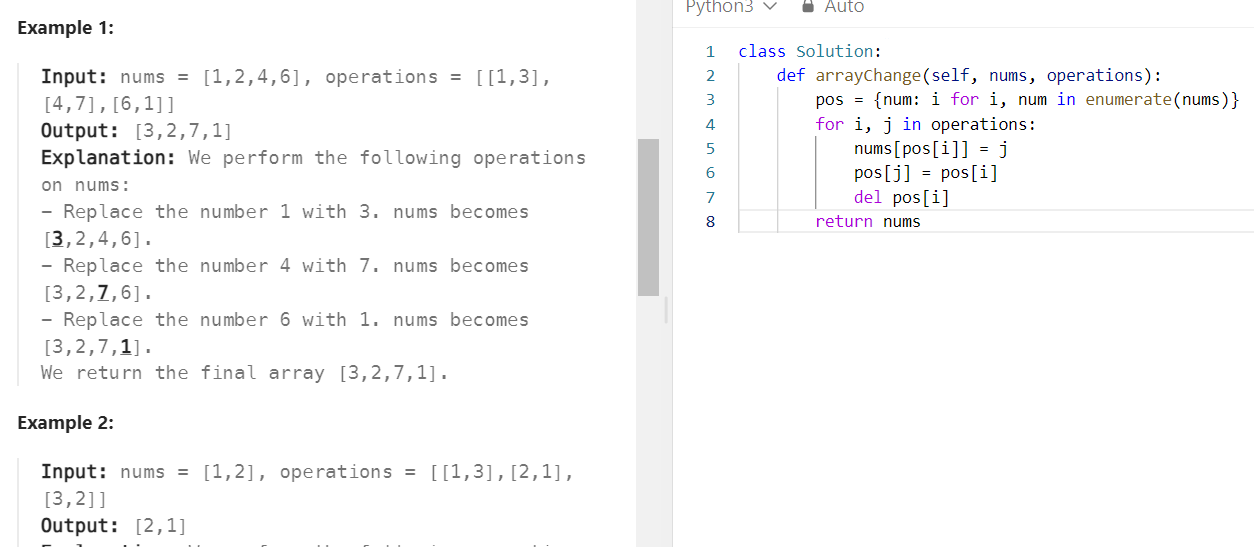 Example 1:
Input: nums = [1,2,4,6], operations = [[1,3],
[4,7],[6,1]]
Output: [3,2,7,1]
Explanation: We perform the following operations
on nums:
- Replace the number 1 with 3. nums becomes
[3,2,4,6].
- Replace the number 4 with 7. nums becomes
[3,2,7,6].
- Replace the number 6 with 1. nums becomes
[3,2,7,1].
We return the final array [3,2,7,1].
Example 2:
Input: nums = [1,2], operations = [[1,3],[2,1],
[3,2]]
Output: [2,1]
Python3 Auto
1 class Solution:
2 def arrayChange(self, nums, operations):
3 pos = {num: i for i, num in enumerate(nums)}
4 for i, j in operations:
5 nums[pos[i]] = j
6 pos[j] = pos[i]
7 del pos[i]
8 return nums